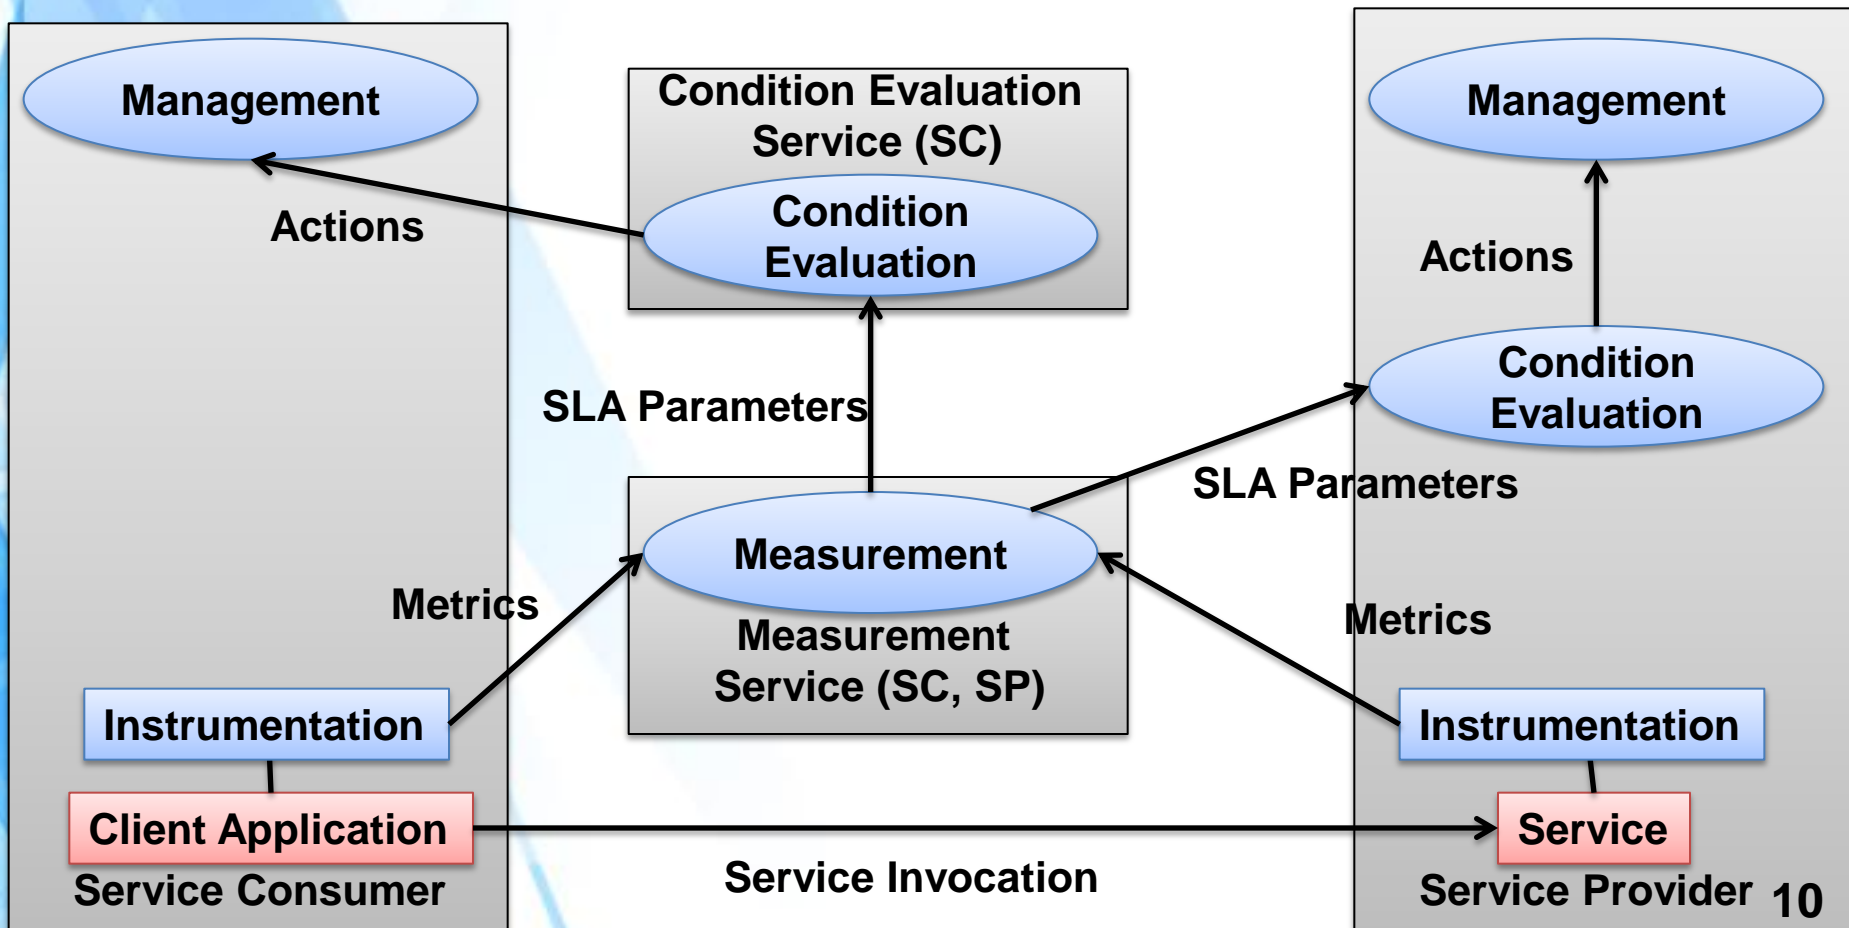 Management
Actions
Condition Evaluation
Service (SC)
Condition
Evaluation
SLA Parameters
Management
Actions
Condition
Evaluation
SLA Parameters
Measurement
Measurement
Service (SC, SP)
Metrics
Metrics
Instrumentation
Client Application
Service Consumer
Service Invocation
Instrumentation
Service
Service Provider
10